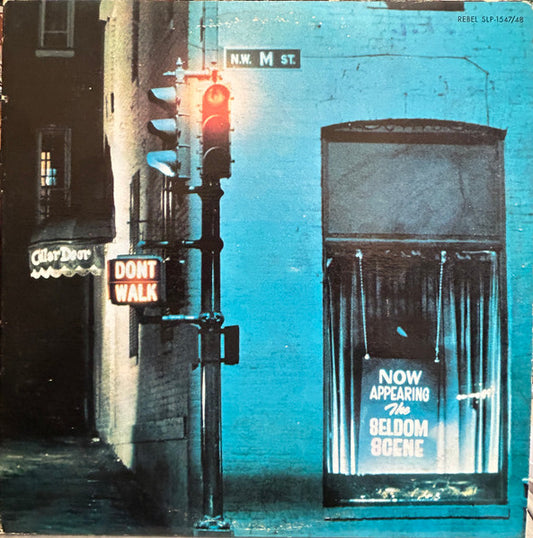 REBEL SLP-1547/48
N.W. M ST.
Cellar Door
DONT
WALK
NOW
APPEARING
The
SELDOM
SCENE